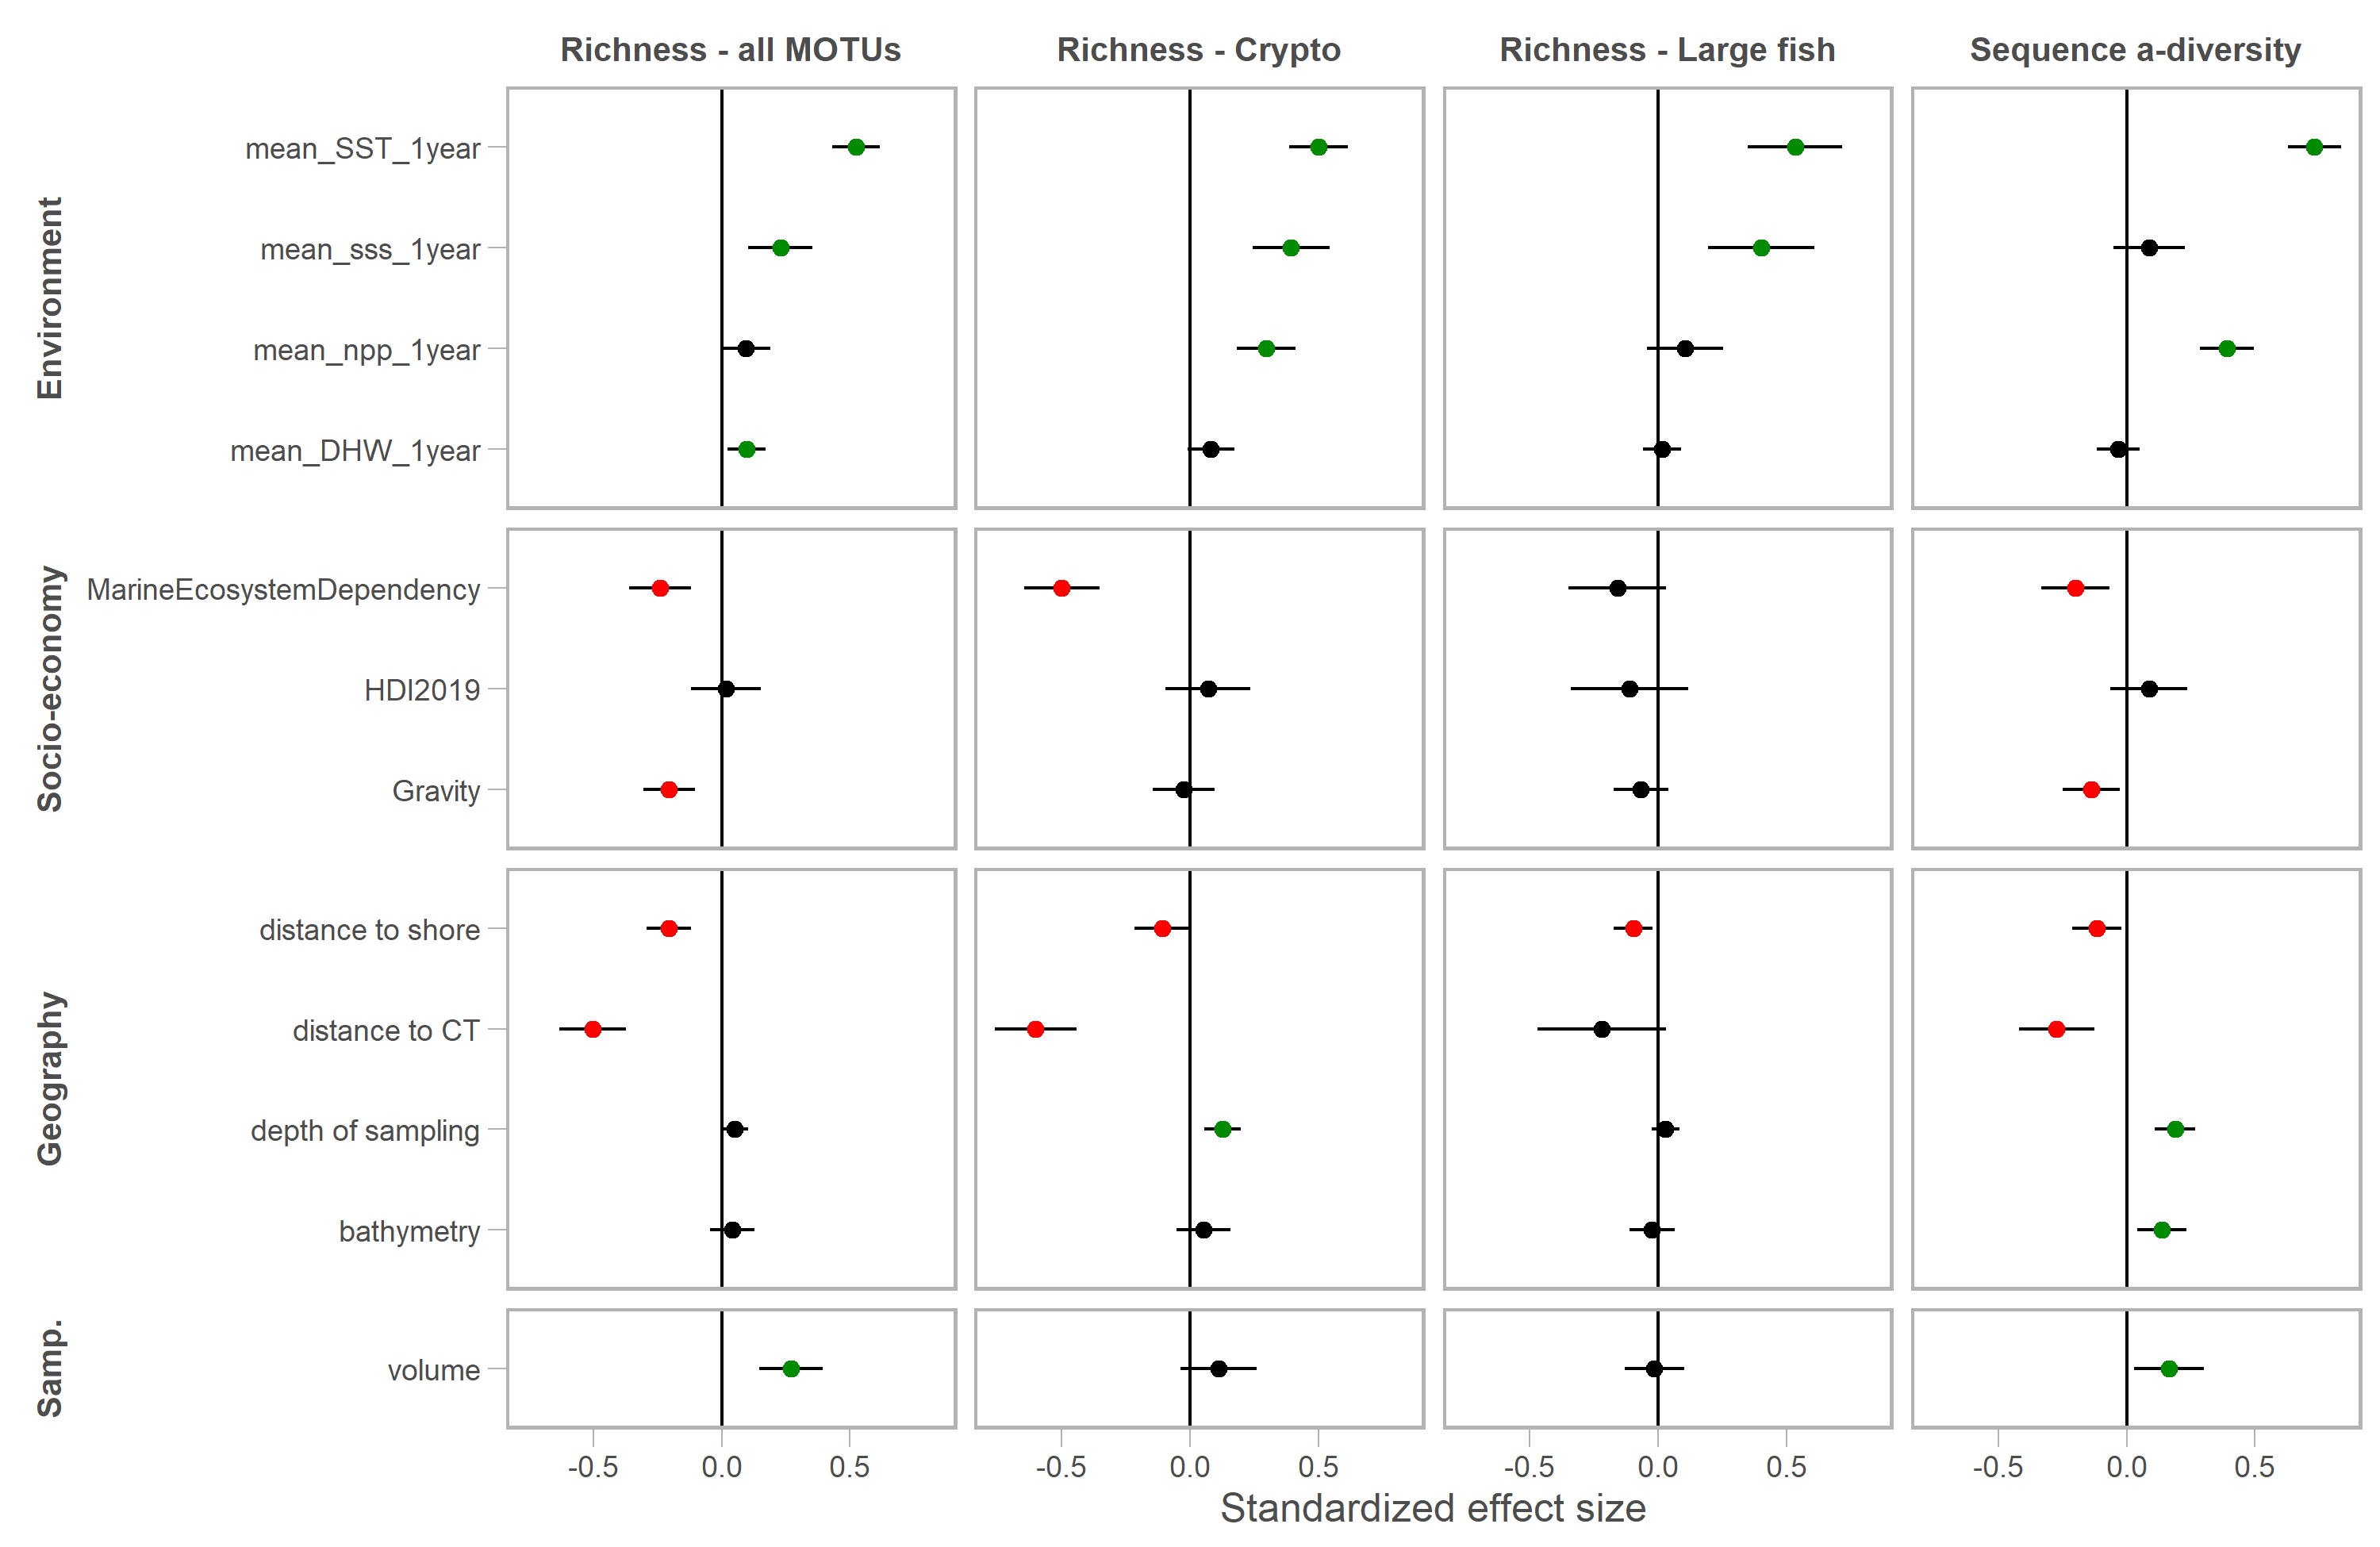 Richness - all MOTUs
Richness - Crypto
Richness - Large fish
Sequence a-diversity
Environment
mean_SST_1year
mean_sss_1year
mean_npp_1year
mean_DHW_1year
Socio-economy
MarineEcosystemDependency
HDI2019
Gravity
Geography
distance to shore
distance to CT
depth of sampling
bathymetry
Samp.
volume
-0.5 0.0 0.5
-0.5 0.0 0.5
-0.5 0.0 0.5
-0.5 0.0 0.5
Standardized effect size